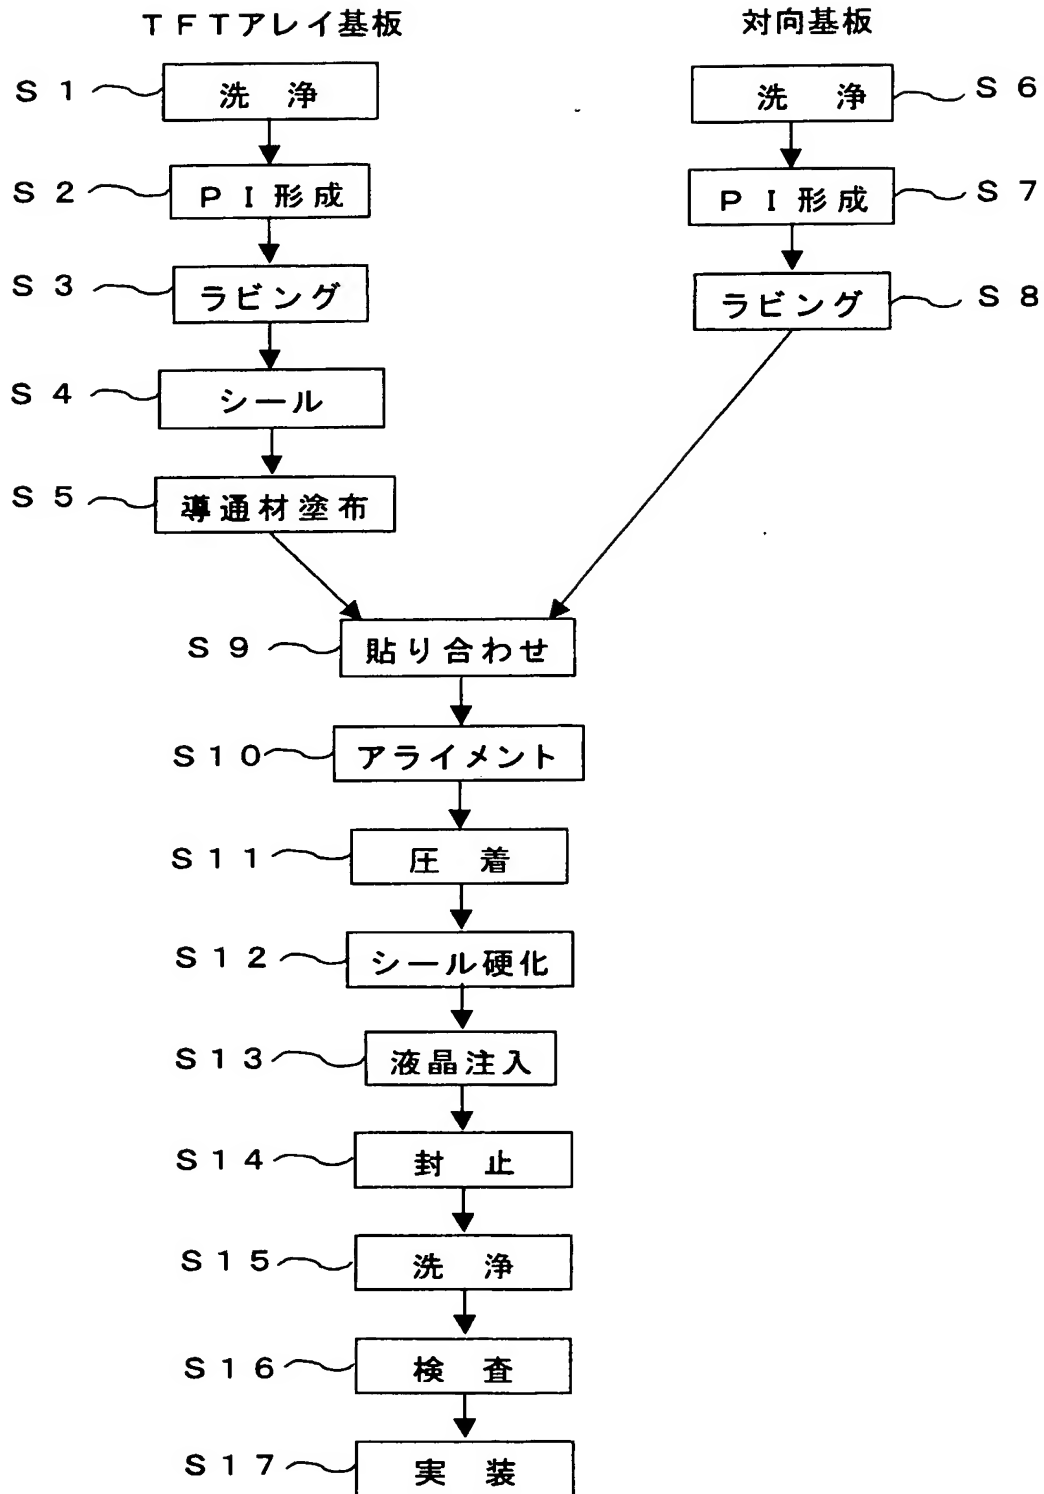 TFTアレイ基板
S1 洗浄
S2 PI形成
S3 ラビング
S4 シール
S5 導通材塗布
対向基板
洗浄 S6
PI形成 S7
ラビング S8
S9 貼り合わせ
S10 アライメント
S11 圧着
S12 シール硬化
S13 液晶注入
S14 封止
S15 洗浄
S16 検査
S17 実装